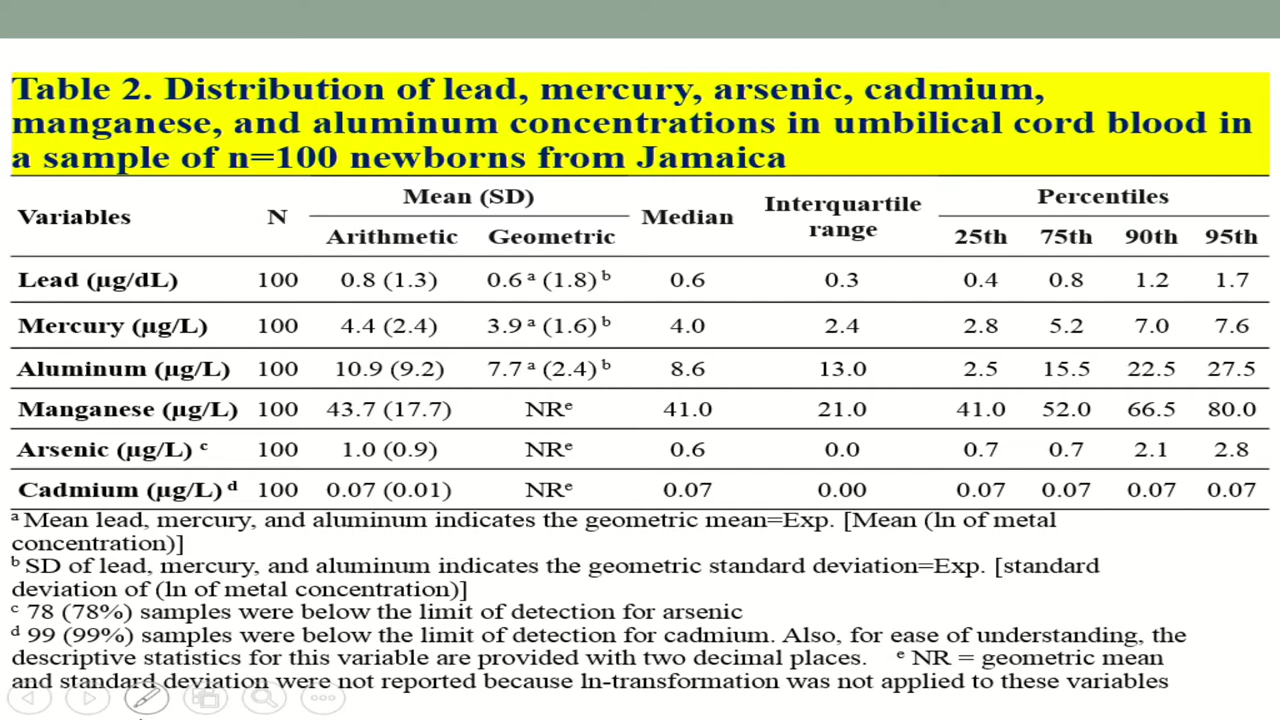 Table 2. Distribution of lead, mercury, arsenic, cadmium,
manganese, and aluminum concentrations in umbilical cord blood in
a sample of n=100 newborns from Jamaica
Variables N Mean (SD) Median Interquartile range Percentiles
Arithmetic Geometric 25th 75th 90th 95th
Lead (µg/dL) 100 0.8 (1.3) 0.6 a (1.8) b 0.6 0.3 0.4 0.8 1.2 1.7
Mercury (µg/L) 100 4.4 (2.4) 3.9 a (1.6) b 4.0 2.4 2.8 5.2 7.0 7.6
Aluminum (µg/L) 100 10.9 (9.2) 7.7 a (2.4) b 8.6 13.0 2.5 15.5 22.5 27.5
Manganese (µg/L) 100 43.7 (17.7) NRe 41.0 21.0 41.0 52.0 66.5 80.0
Arsenic (µg/L) c 100 1.0 (0.9) NRe 0.6 0.0 0.7 0.7 2.1 2.8
Cadmium (µg/L) d 100 0.07 (0.01) NRe 0.07 0.00 0.07 0.07 0.07 0.07
a Mean lead, mercury, and aluminum indicates the geometric mean=Exp. [Mean (ln of metal
concentration)]
b SD of lead, mercury, and aluminum indicates the geometric standard deviation=Exp. [standard
deviation of (ln of metal concentration)]
c 78 (78%) samples were below the limit of detection for arsenic
d 99 (99%) samples were below the limit of detection for cadmium. Also, for ease of understanding, the
descriptive statistics for this variable are provided with two decimal places. e NR = geometric mean
and standard deviation were not reported because ln-transformation was not applied to these variables